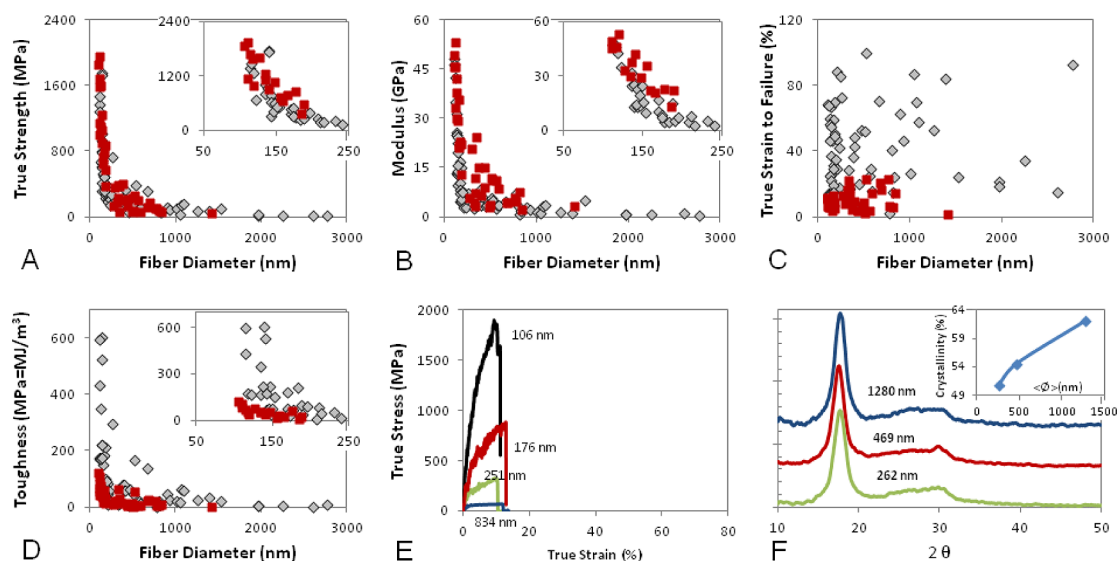 True Strength (MPa)
2400
1600
800
0
0 1000 2000 3000
2400
1200
0
50 150 250
Fiber Diameter (nm)
A
Modulus (GPa)
60
45
30
15
0
0 1000 2000 3000
60
30
0
50 150 250
Fiber Diameter (nm)
B
True Strain to Failure (%)
120
80
40
0
0 1000 2000 3000
Fiber Diameter (nm)
C
Toughness (MPa=MJ/m³)
600
400
200
0
0 1000 2000 3000
600
400
200
0
50 150 250
Fiber Diameter (nm)
D
True Stress (MPa)
2000
1500
1000
500
0
0 20 40 60 80
106 nm
176 nm
251 nm
834 nm
True Strain (%)
E
1280 nm
469 nm
262 nm
10 20 30 40 50
2 θ
Crystallinity (%)
64
59
54
49
0 500 1000 1500
<Ø>(nm)
F